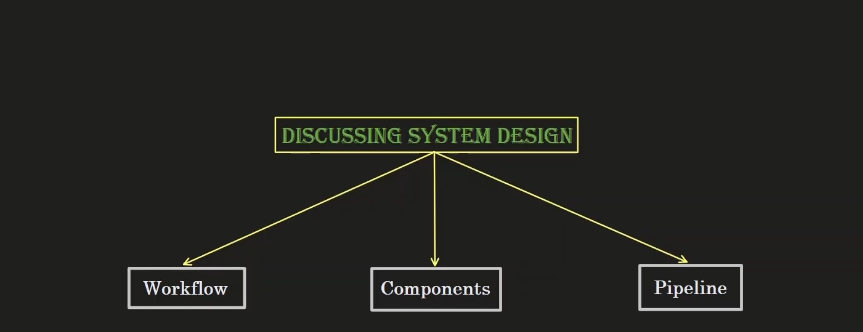 DISCUSSING SYSTEM DESIGN
Workflow
Components
Pipeline